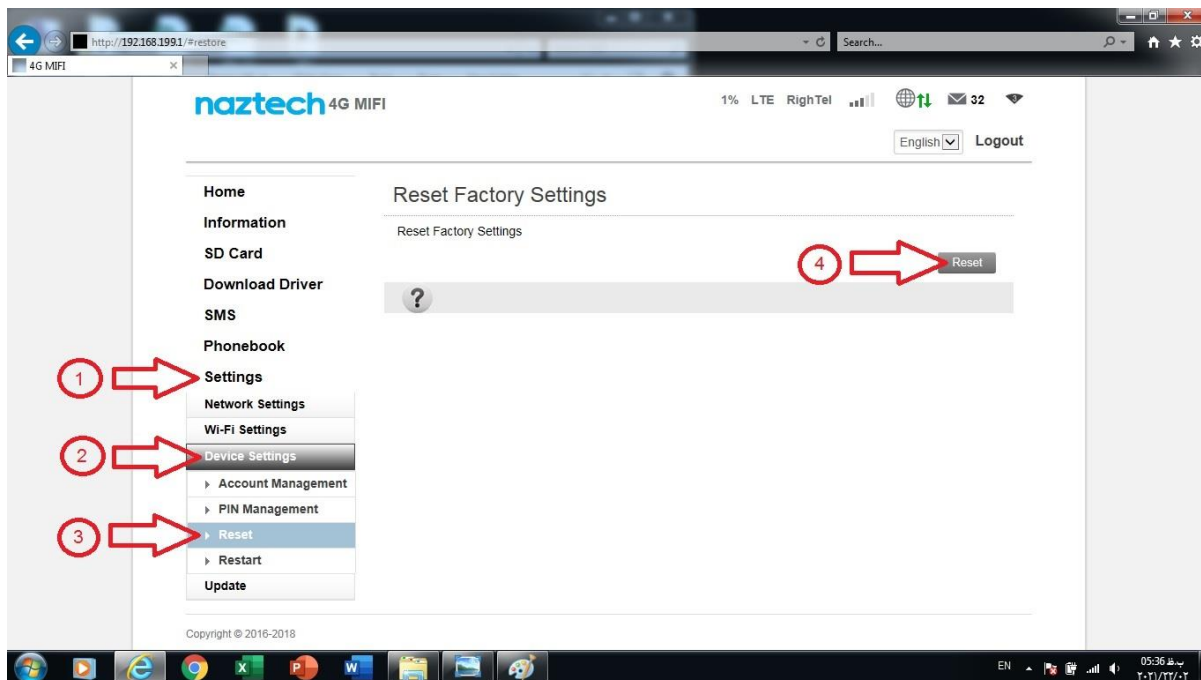 http://192.168.199.1/#restore
Search...
4G MIFI
naztech 4G MIFI
1% LTE RighTel
32
English
Logout
Home
Information
SD Card
Download Driver
SMS
Phonebook
Settings
Network Settings
Wi-Fi Settings
Device Settings
Account Management
PIN Management
Reset
Restart
Update
Reset Factory Settings
Reset Factory Settings
Reset
1
2
3
4
?
Copyright © 2016-2018
EN
05:36 ب.ظ